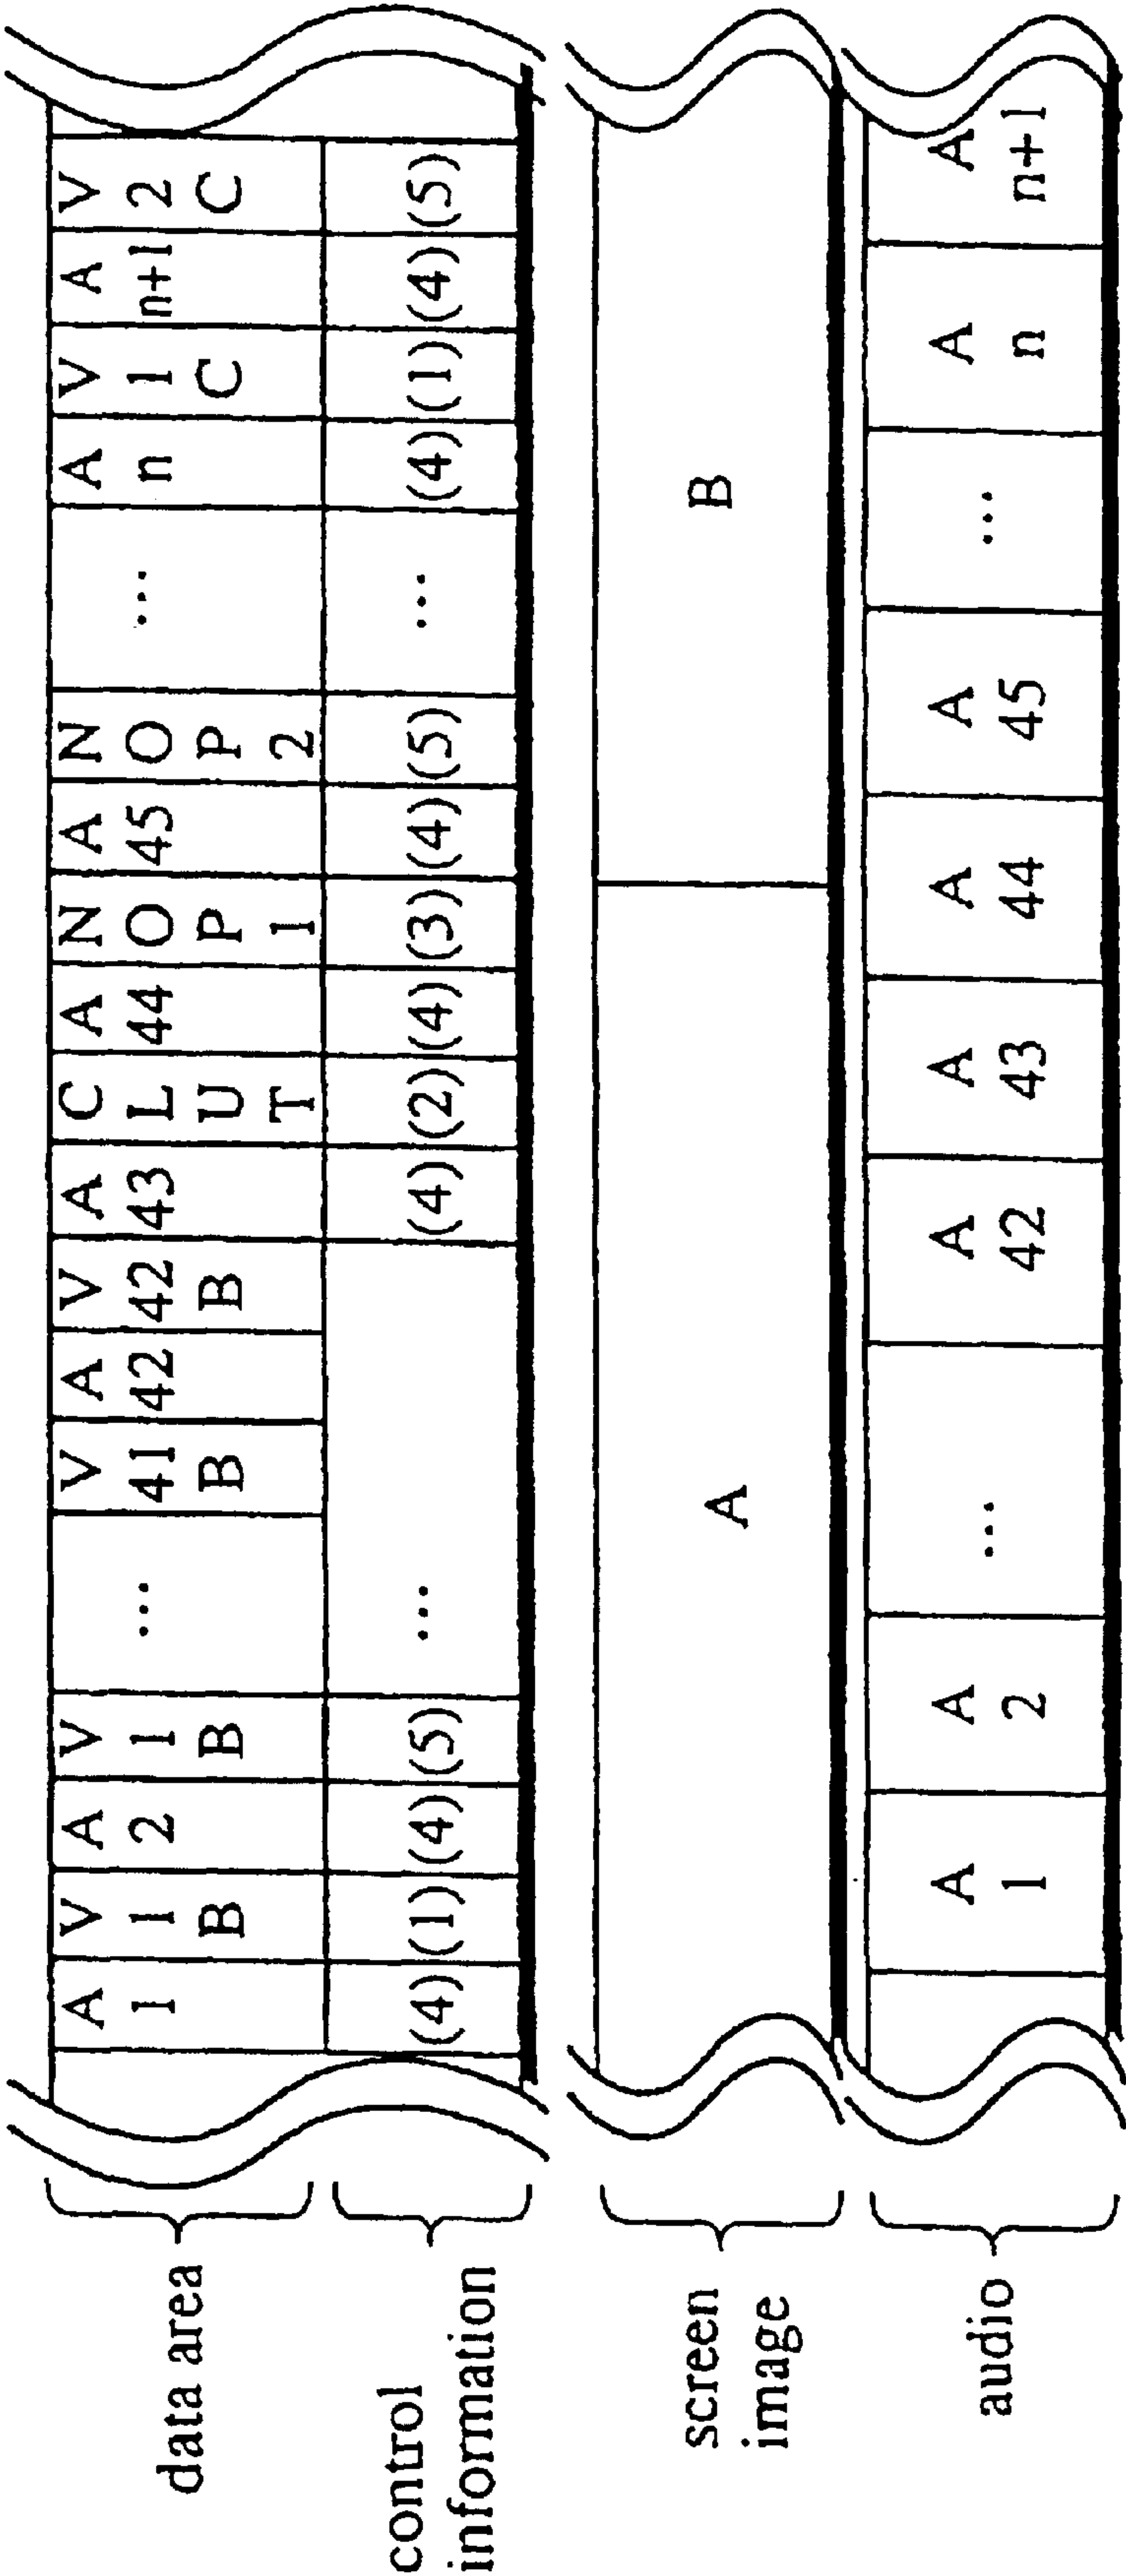 data area
A V A V V A V A C A N A N A V A V
1 1 2 1 ... 41 42 42 43 L 44 O 45 O ... n 1 n+1 2
B B B B U P P C C
T 1 2
control
information
(4) (1) (4) (5) ... (4) (2) (4) (3) (4) (5) ... (4) (1) (4) (5)
screen
image
A B
audio
A A A A A A A A
1 2 ... 42 43 44 45 ... n n+1